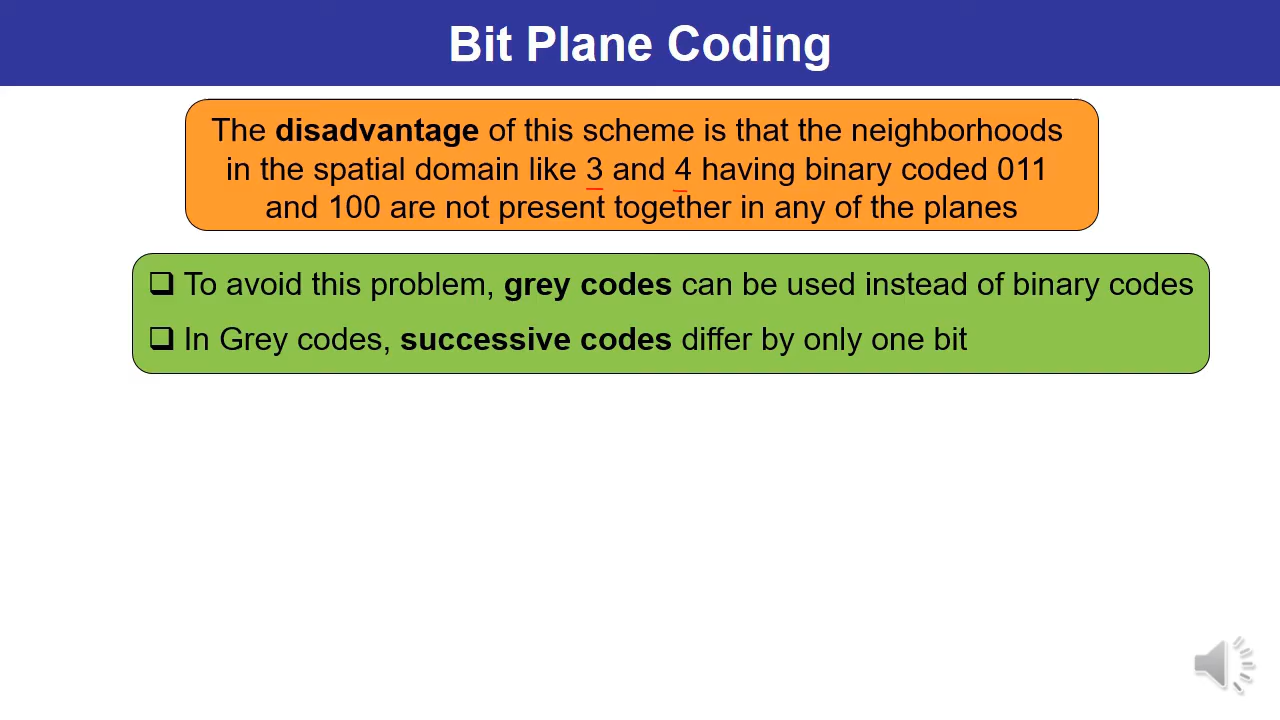 Bit Plane Coding
The disadvantage of this scheme is that the neighborhoods
in the spatial domain like 3 and 4 having binary coded 011
and 100 are not present together in any of the planes
❑ To avoid this problem, grey codes can be used instead of binary codes
❑ In Grey codes, successive codes differ by only one bit